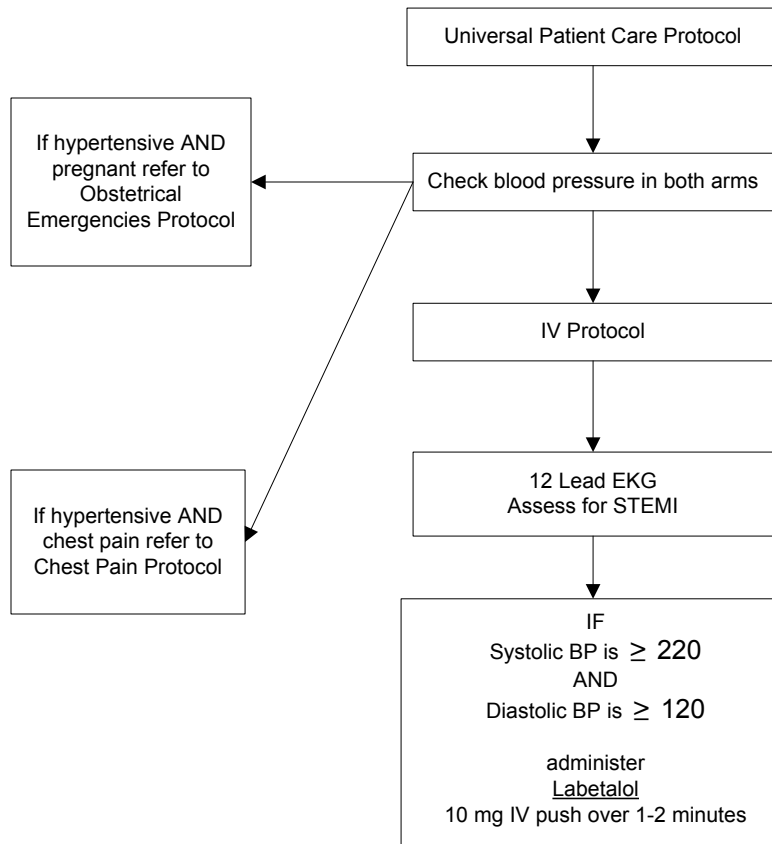 Universal Patient Care Protocol
If hypertensive AND
pregnant refer to
Obstetrical
Emergencies Protocol
Check blood pressure in both arms
IV Protocol
12 Lead EKG
Assess for STEMI
If hypertensive AND
chest pain refer to
Chest Pain Protocol
IF
Systolic BP is ≥ 220
AND
Diastolic BP is ≥ 120
administer
Labetalol
10 mg IV push over 1-2 minutes